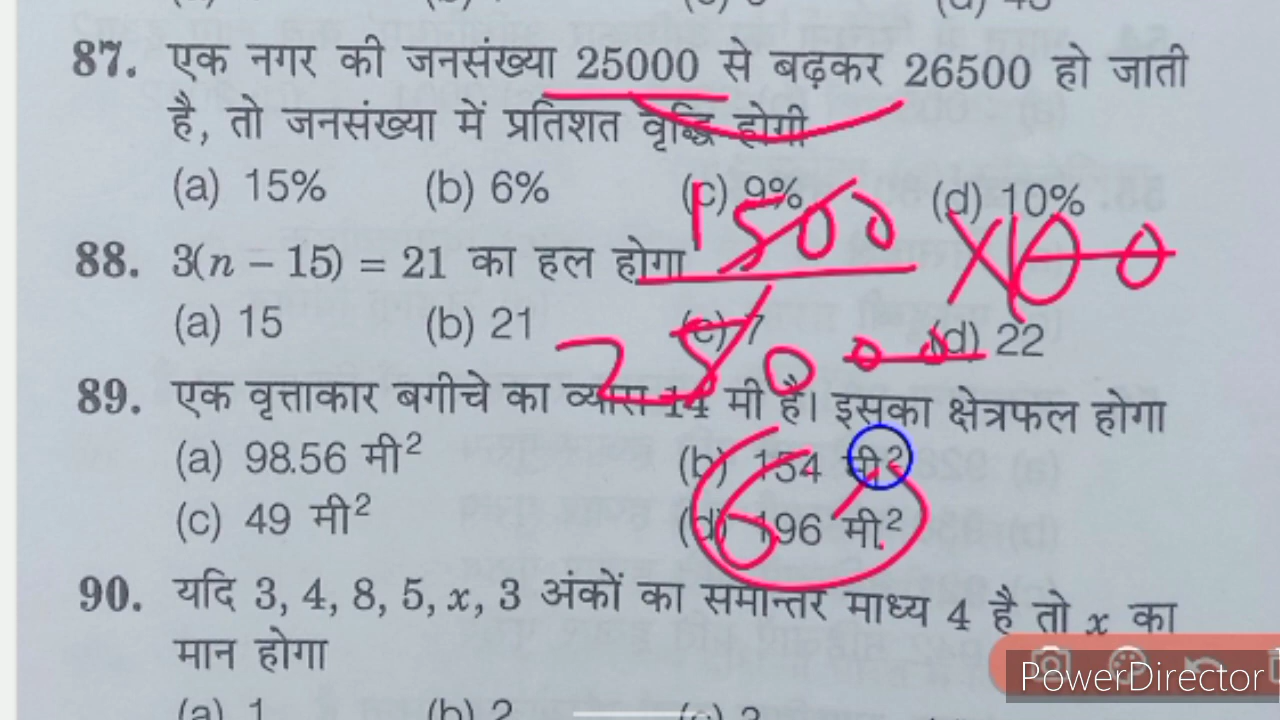 87. एक नगर की जनसंख्या 25000 से बढ़कर 26500 हो जाती
है, तो जनसंख्या में प्रतिशत वृद्धि होगी
(a) 15% (b) 6% (c) 9% (d) 10%
1500 ×100
88. 3(n − 15) = 21 का हल होगा
(a) 15 (b) 21 (c) 7 (d) 22
25000
89. एक वृत्ताकार बगीचे का व्यास 14 मी है। इसका क्षेत्रफल होगा
(a) 98.56 मी² (b) 154 मी²
(c) 49 मी² (d) 196 मी.²
6
90. यदि 3, 4, 8, 5, x, 3 अंकों का समान्तर माध्य 4 है तो x का
मान होगा
PowerDirector
(a) 1 (b) 2